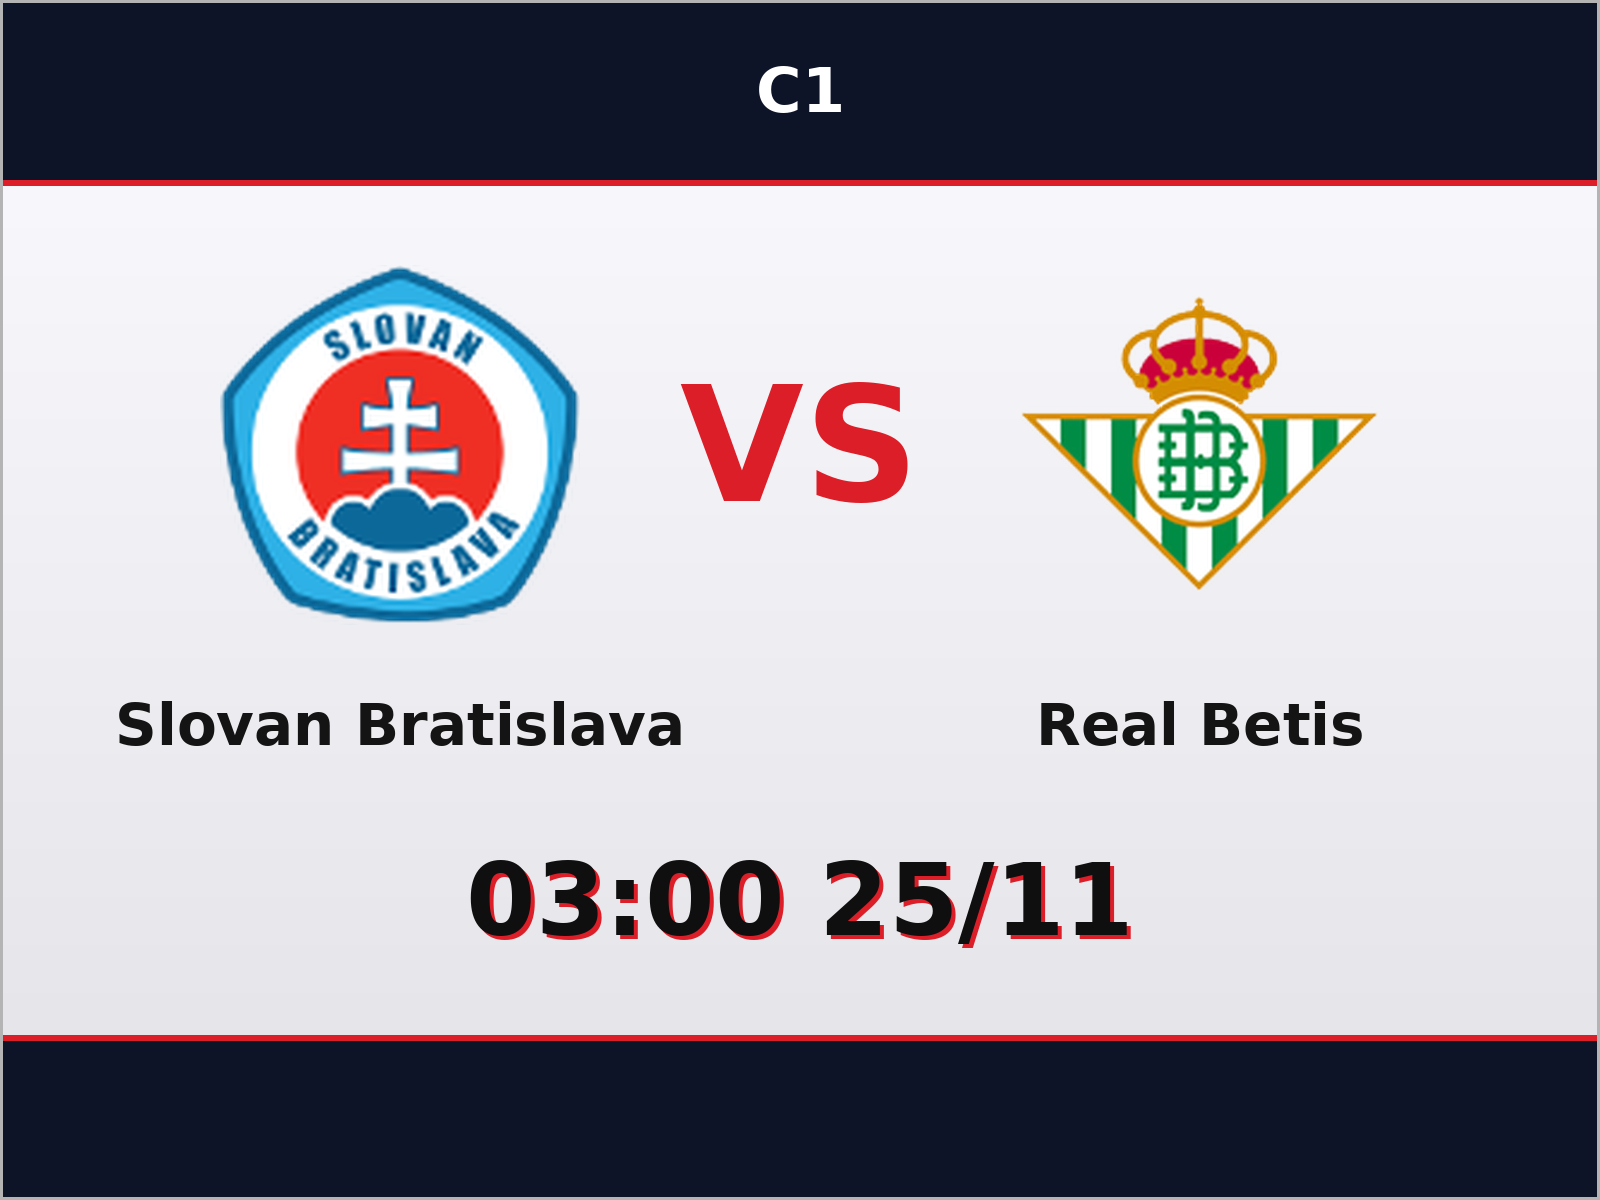 C1
SLOVAN
BRATISLAVA
VS
Slovan Bratislava
Real Betis
03:00 25/11